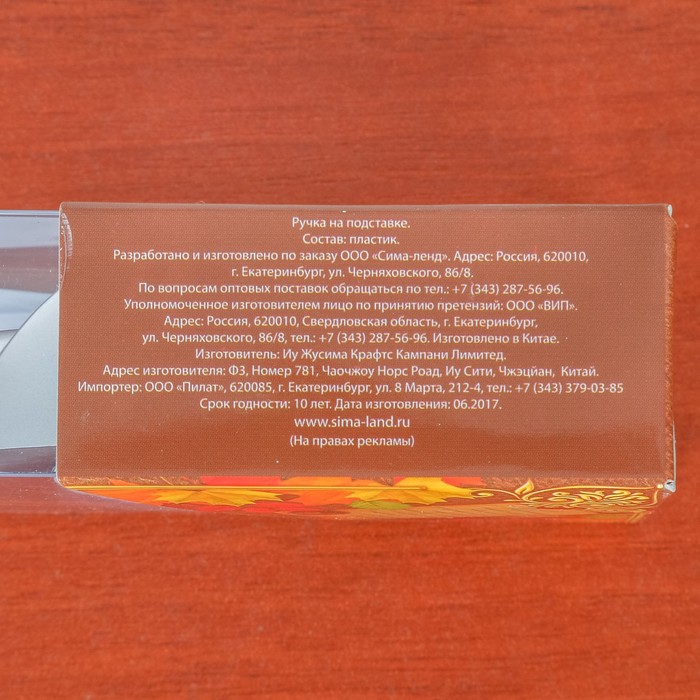 Ручка на подставке.
Состав: пластик.
Разработано и изготовлено по заказу ООО «Сима-ленд». Адрес: Россия, 620010,
г. Екатеринбург, ул. Черняховского, 86/8.
По вопросам оптовых поставок обращаться по тел.: +7 (343) 287-56-96.
Уполномоченное изготовителем лицо по принятию претензий: ООО «ВИП».
Адрес: Россия, 620010, Свердловская область, г. Екатеринбург,
ул. Черняховского, 86/8, тел.: +7 (343) 287-56-96. Изготовлено в Китае.
Изготовитель: Иу Жусима Крафтс Кампани Лимитед.
Адрес изготовителя: Ф3, Номер 781, Чаочжоу Норс Роад, Иу Сити, Чжэцйан, Китай.
Импортер: ООО «Пилат», 620085, г. Екатеринбург, ул. 8 Марта, 212-4, тел.: +7 (343) 379-03-85
Срок годности: 10 лет. Дата изготовления: 06.2017.
www.sima-land.ru
(На правах рекламы)